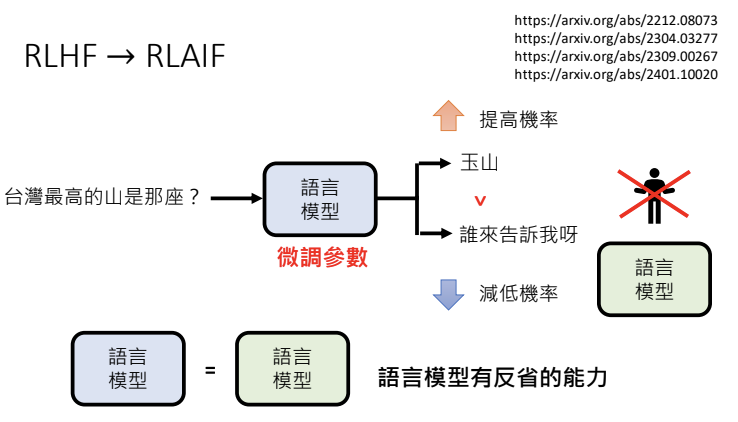 RLHF → RLAIF
https://arxiv.org/abs/2212.08073
https://arxiv.org/abs/2304.03277
https://arxiv.org/abs/2309.00267
https://arxiv.org/abs/2401.10020
提高機率
台灣最高的山是那座？
語言
模型
微調參數
玉山
v
誰來告訴我呀
減低機率
語言
模型
語言
模型
=
語言
模型
語言模型有反省的能力